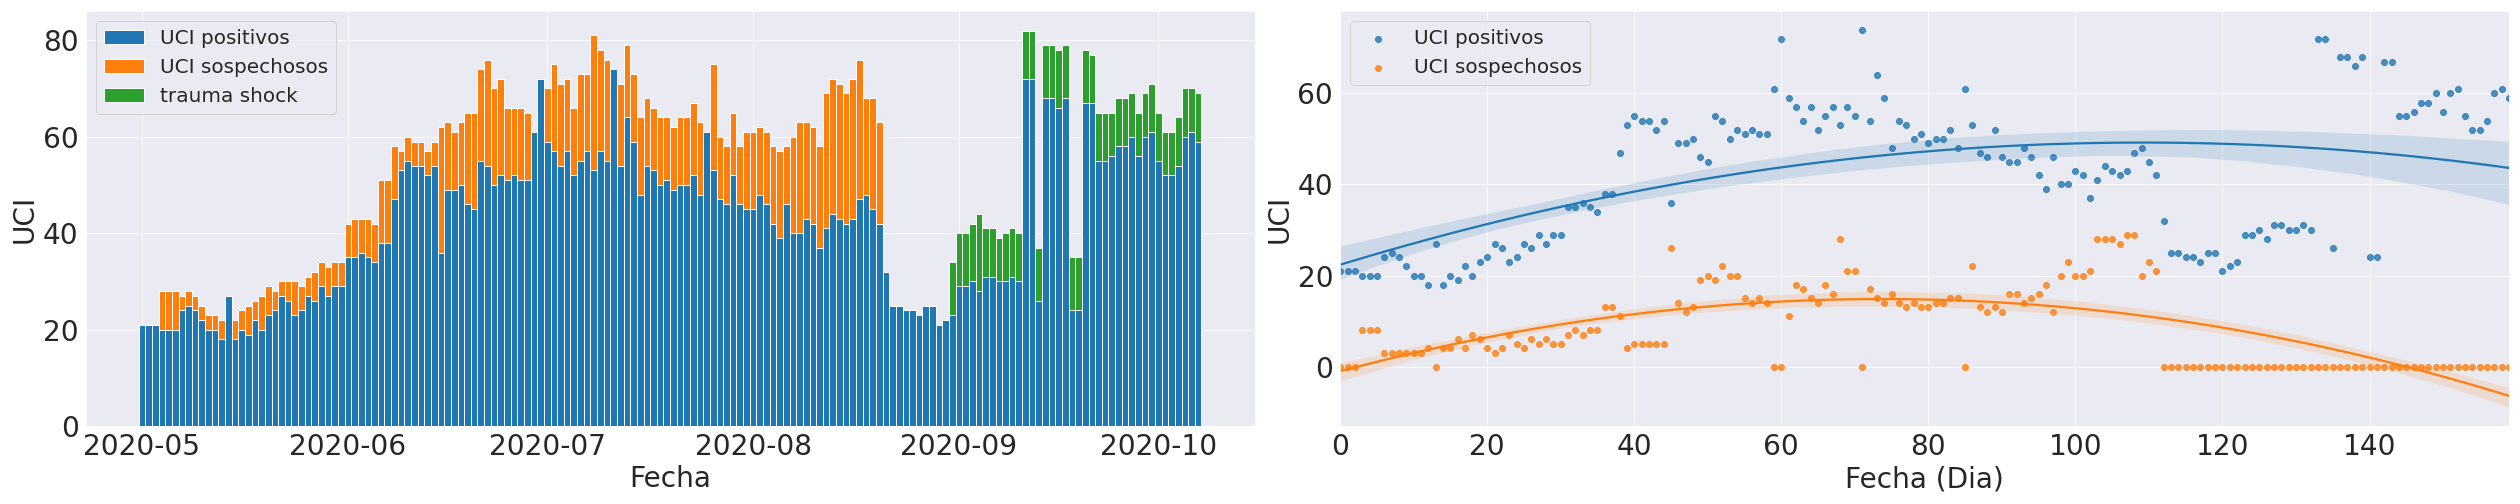 UCI positivos
UCI sospechosos
trauma shock
80
60
40
20
0
UCI
2020-05 2020-06 2020-07 2020-08 2020-09 2020-10
Fecha
UCI positivos
UCI sospechosos
60
40
20
0
UCI
0 20 40 60 80 100 120 140
Fecha (Dia)